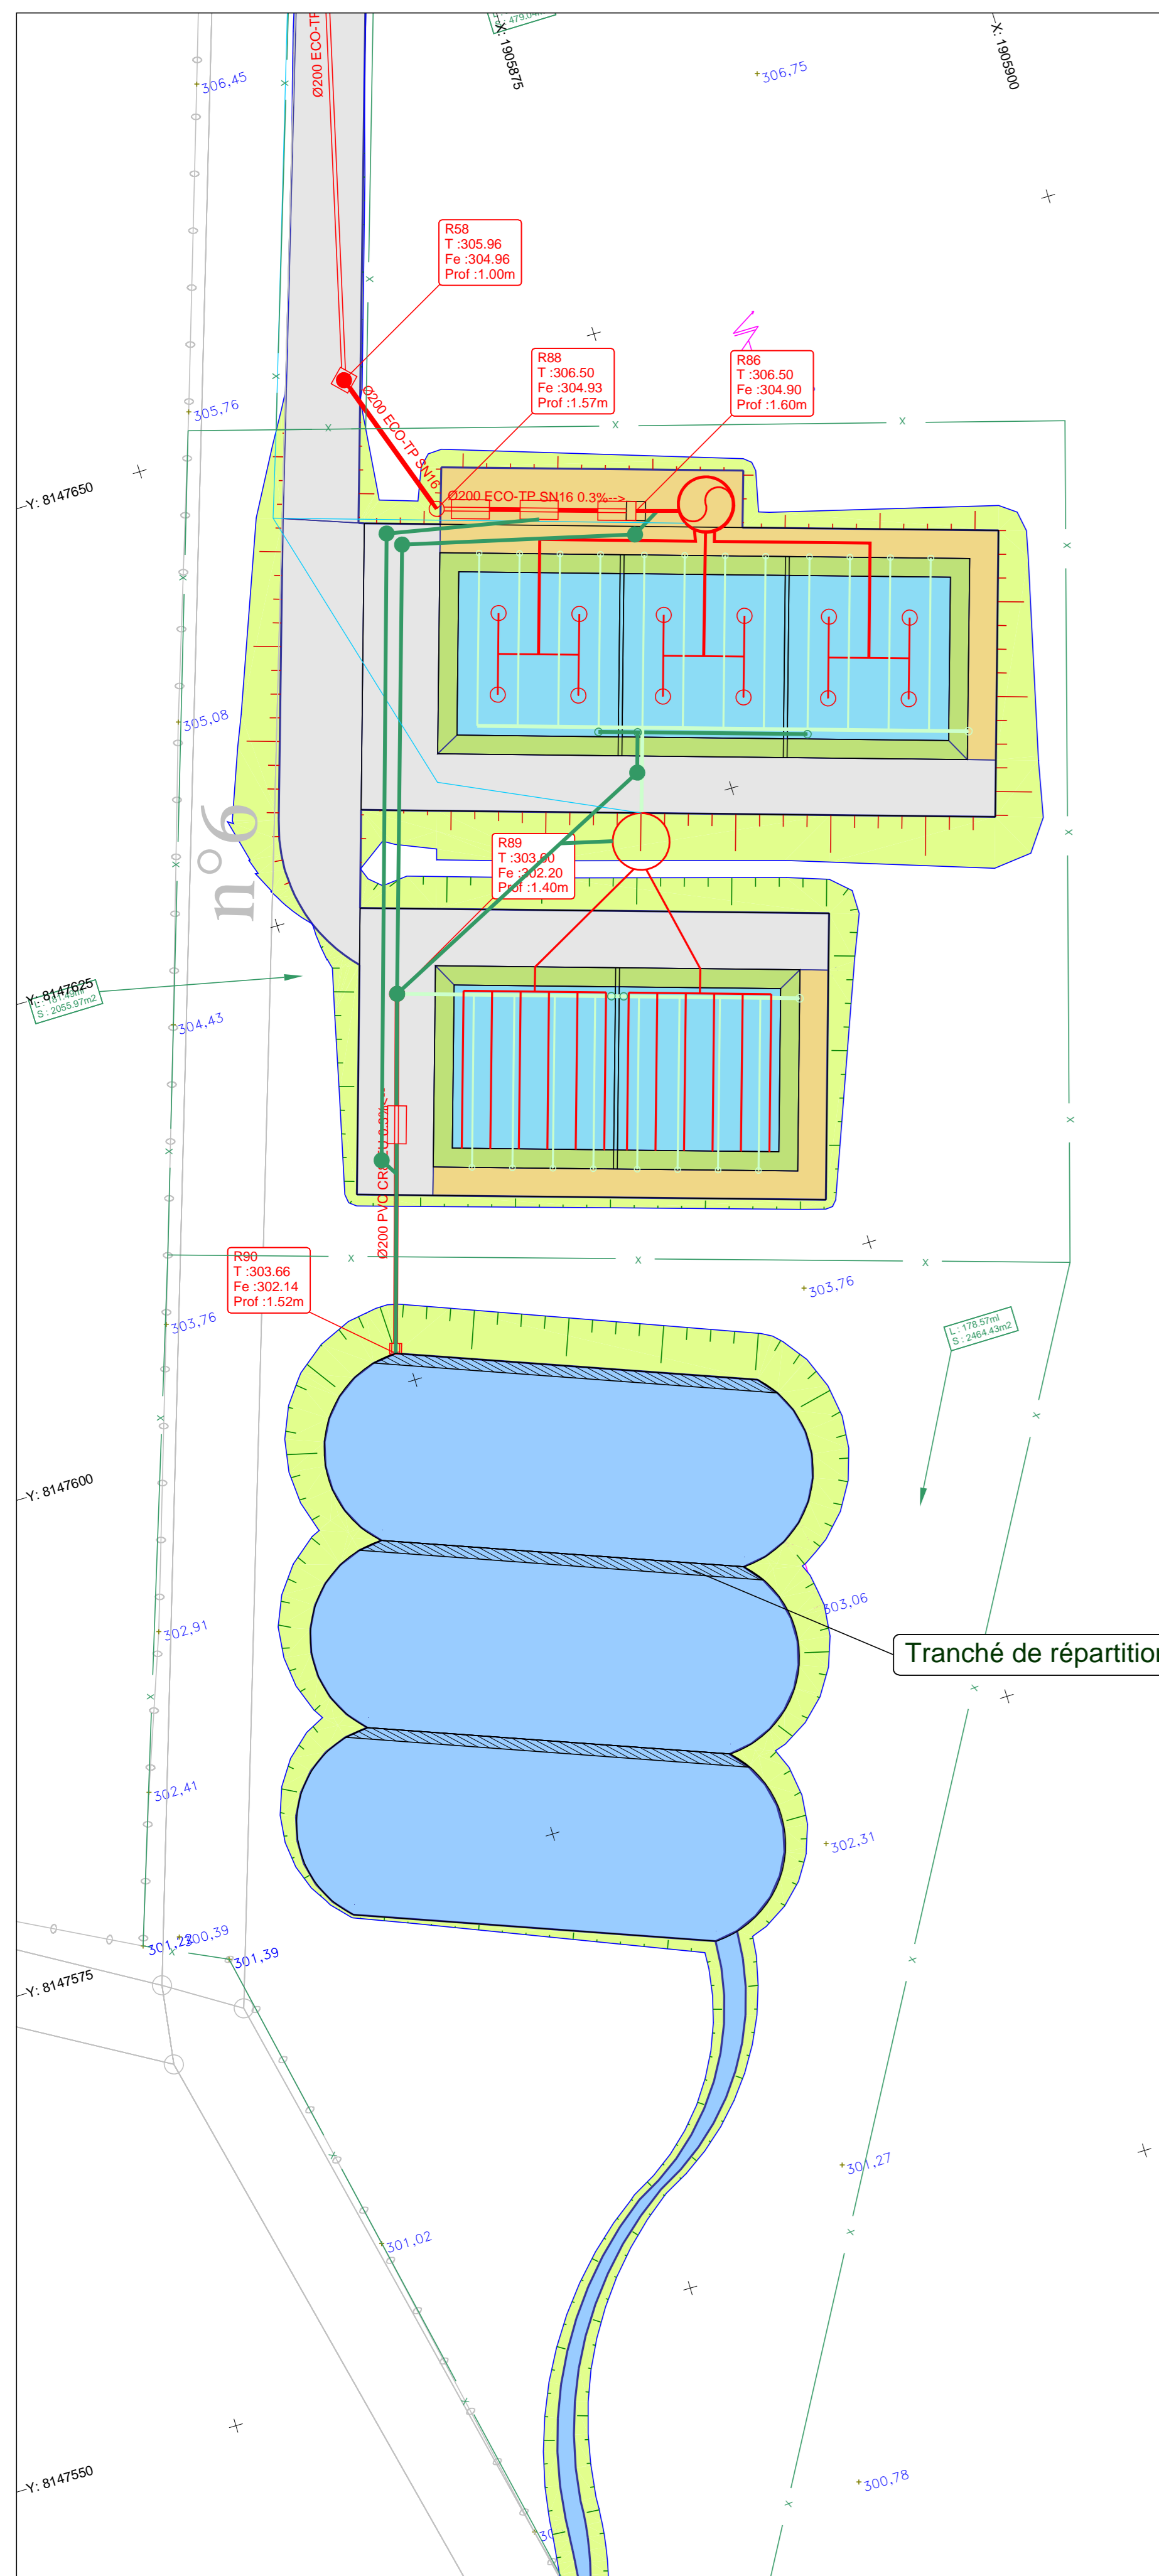 S : 479.04
X: 1905875
X: 1905900
Ø200 ECO-TP
306,45
306,75
R58
T :305.96
Fe :304.96
Prof :1.00m
R88
T :306.50
Fe :304.93
Prof :1.57m
R86
T :306.50
Fe :304.90
Prof :1.60m
305,76
Ø200 ECO-TP SN16
Y: 8147650
Ø200 ECO-TP SN16 0.3%-->
305,08
n°6
R89
T :303.60
Fe :302.20
Prof :1.40m
Y: 8147625
S : 2055.97m2
304,43
Ø200 PVC
R90
T :303.66
Fe :302.14
Prof :1.52m
303,76
303,76
L : 178.57ml
S : 2464.43m2
Y: 8147600
302,91
303,06
Tranché de répartition
302,41
302,31
301,22
300,39
301,39
Y: 8147575
301,27
301,02
Y: 8147550
300,78